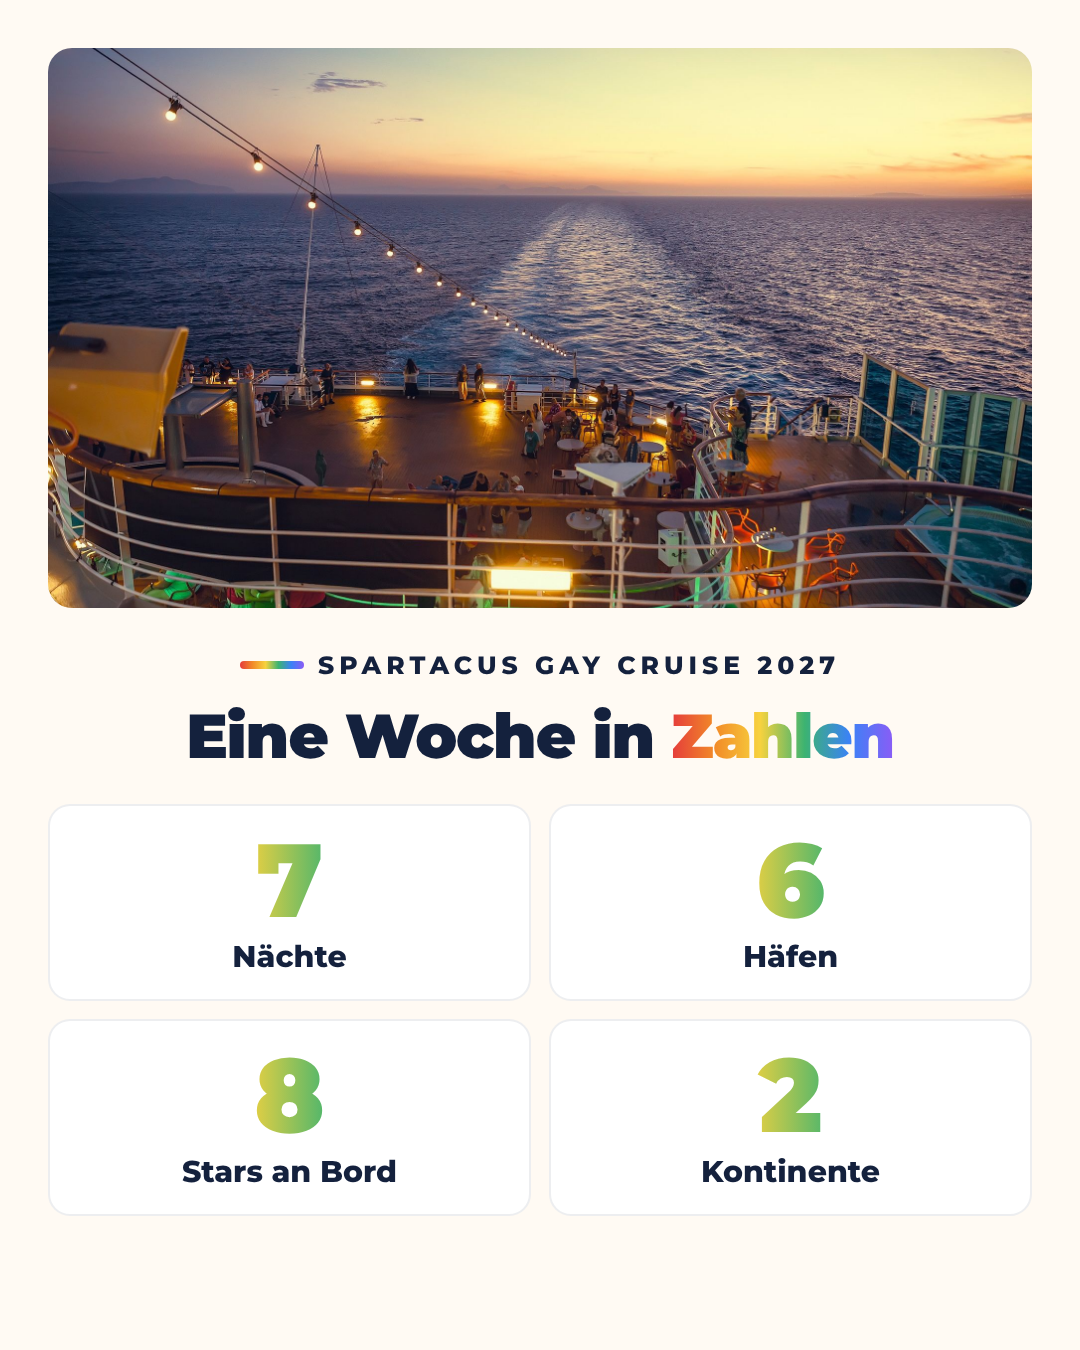 SPARTACUS GAY CRUISE 2027
Eine Woche in Zahlen
7
Nächte
6
Häfen
8
Stars an Bord
2
Kontinente